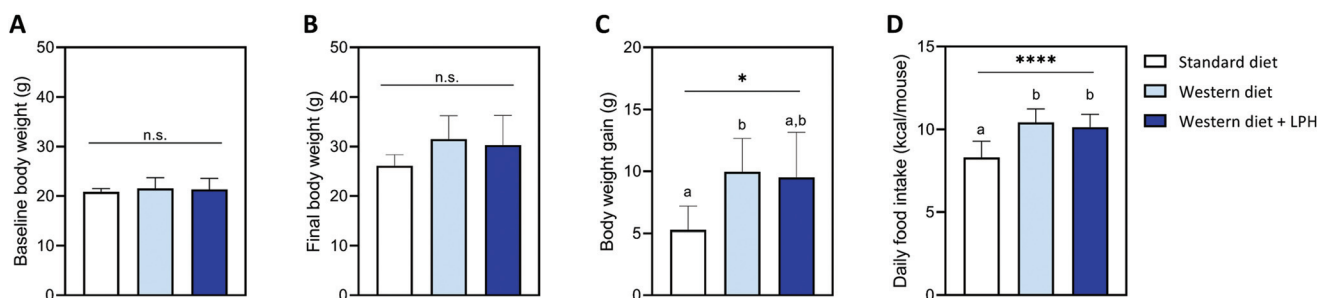 A
Baseline body weight (g)
50
40
30
20
10
0
n.s.
B
Final body weight (g)
50
40
30
20
10
0
n.s.
C
Body weight gain (g)
20
15
10
5
0
*
a
b
a,b
D
Daily food intake (kcal/mouse)
15
10
5
0
****
a
b
b
Standard diet
Western diet
Western diet + LPH